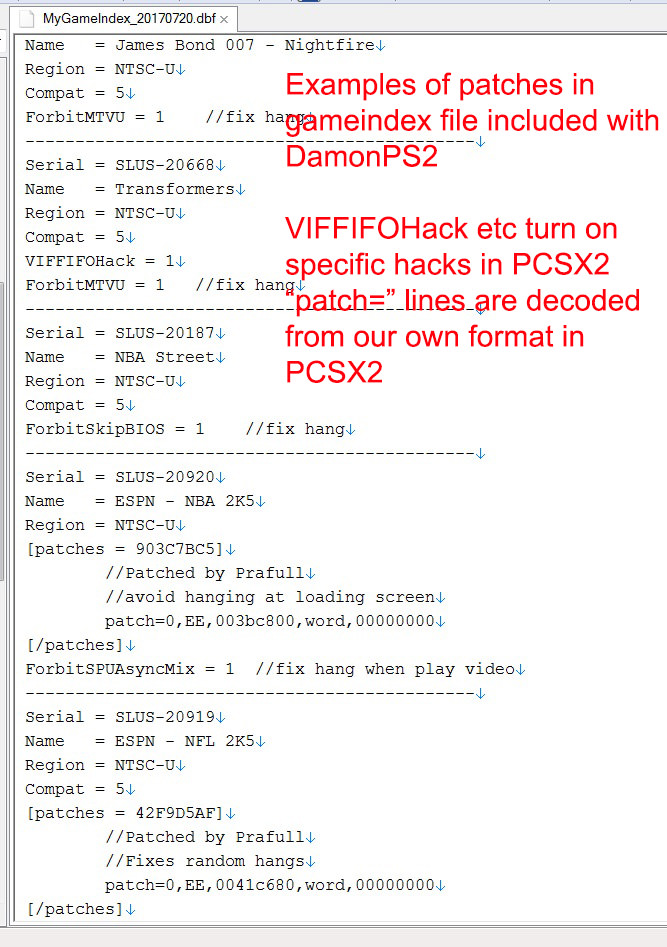 MyGameIndex_20170720.dbf ×
Name   = James Bond 007 - Nightfire↓
Region = NTSC-U↓
Compat = 5↓
ForbitMTVU = 1    //fix hang↓
---------------------------------------------↓
Serial = SLUS-20668↓
Name   = Transformers↓
Region = NTSC-U↓
Compat = 5↓
VIFFIFOHack = 1↓
ForbitMTVU = 1   //fix hang↓
---------------------------------------------↓
Serial = SLUS-20187↓
Name   = NBA Street↓
Region = NTSC-U↓
Compat = 5↓
ForbitSkipBIOS = 1    //fix hang↓
---------------------------------------------↓
Serial = SLUS-20920↓
Name   = ESPN - NBA 2K5↓
Region = NTSC-U↓
[patches = 903C7BC5]↓
        //Patched by Prafull↓
        //avoid hanging at loading screen↓
        patch=0,EE,003bc800,word,00000000↓
[/patches]↓
ForbitSPUAsyncMix = 1  //fix hang when play video↓
---------------------------------------------↓
Serial = SLUS-20919↓
Name   = ESPN - NFL 2K5↓
Region = NTSC-U↓
Compat = 5↓
[patches = 42F9D5AF]↓
        //Patched by Prafull↓
        //Fixes random hangs↓
        patch=0,EE,0041c680,word,00000000↓
[/patches]↓
Examples of patches in
gameindex file included with
DamonPS2
VIFFIFOHack etc turn on
specific hacks in PCSX2
“patch=” lines are decoded
from our own format in
PCSX2